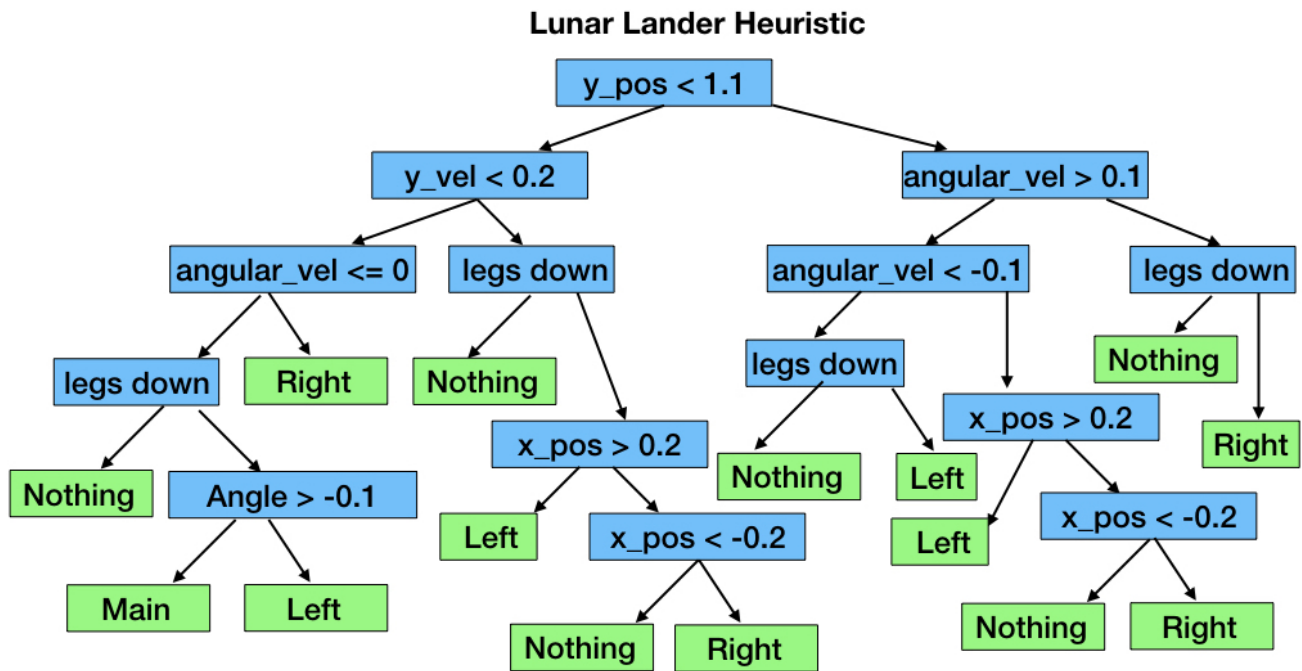 Lunar Lander Heuristic
y_pos < 1.1
y_vel < 0.2
angular_vel > 0.1
angular_vel <= 0
legs down
angular_vel < -0.1
legs down
legs down
Right
Nothing
legs down
Nothing
x_pos > 0.2
x_pos > 0.2
Right
Nothing
Angle > -0.1
Nothing
Left
Left
x_pos < -0.2
Left
x_pos < -0.2
Main
Left
Nothing
Right
Nothing
Right